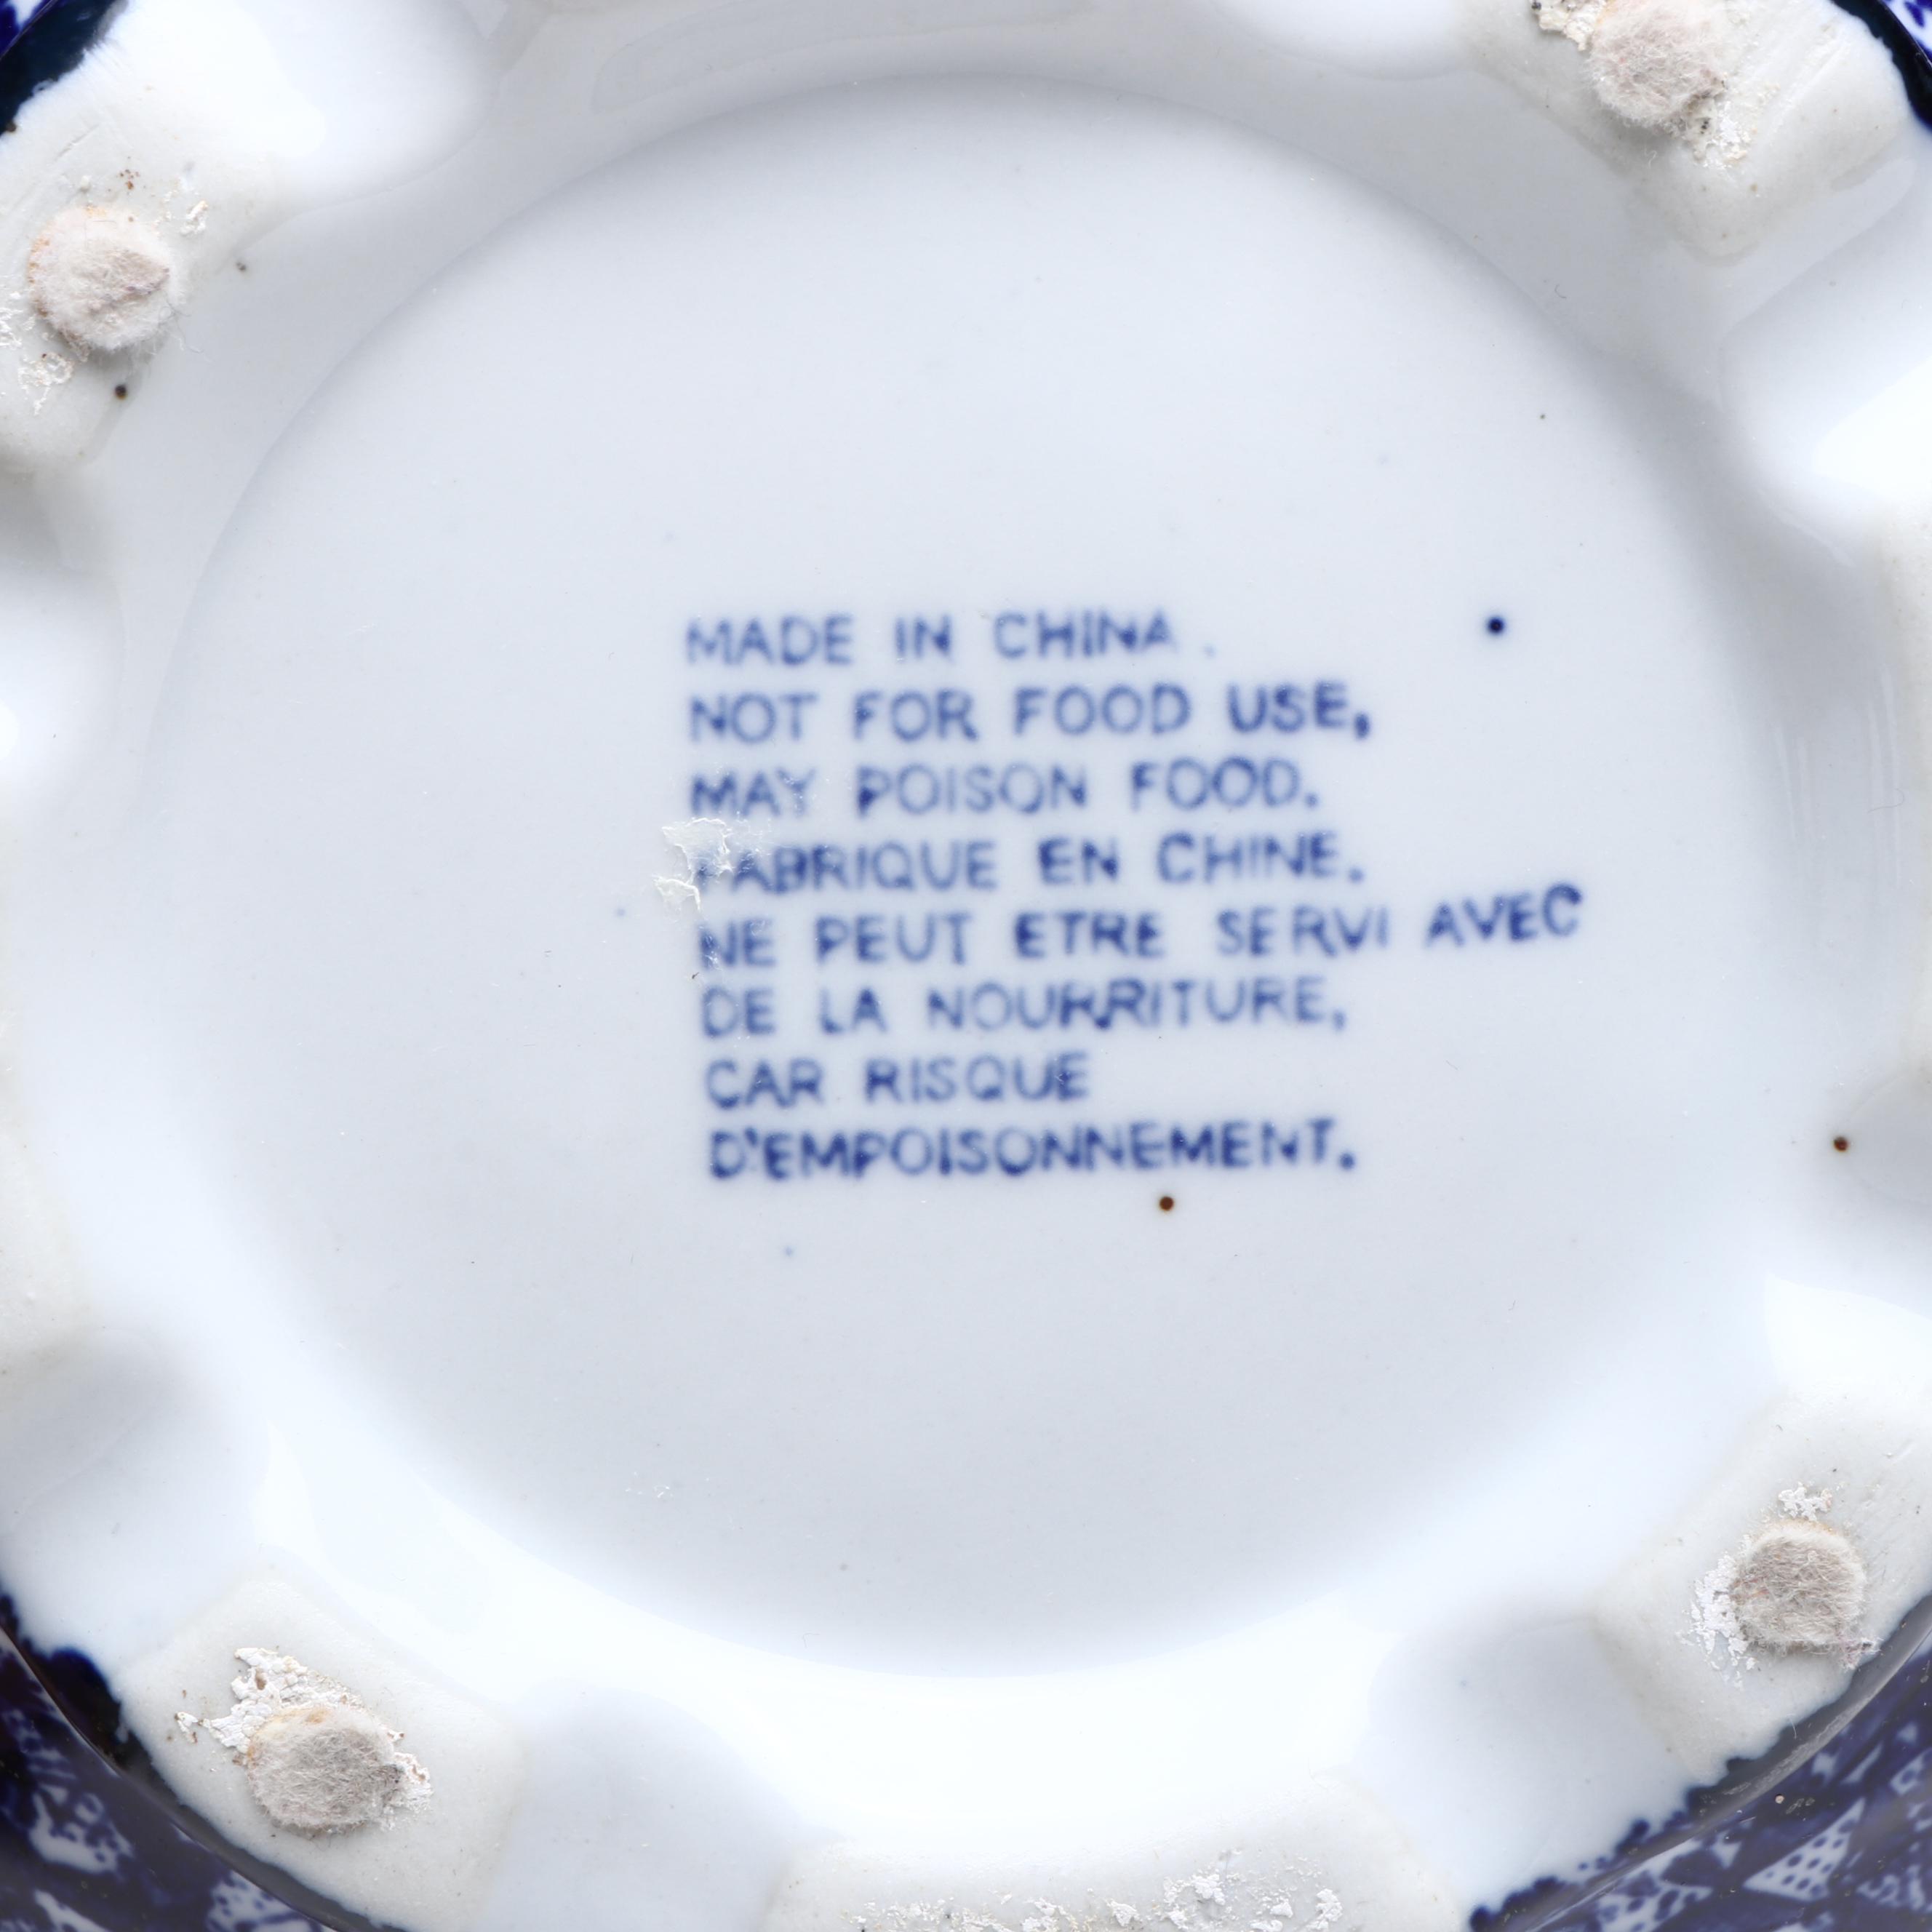 MADE IN CHINA.
NOT FOR FOOD USE,
MAY POISON FOOD.
FABRIQUE EN CHINE.
NE PEUT ETRE SERVI AVEC
DE LA NOURRITURE,
CAR RISQUE
D'EMPOISONNEMENT.